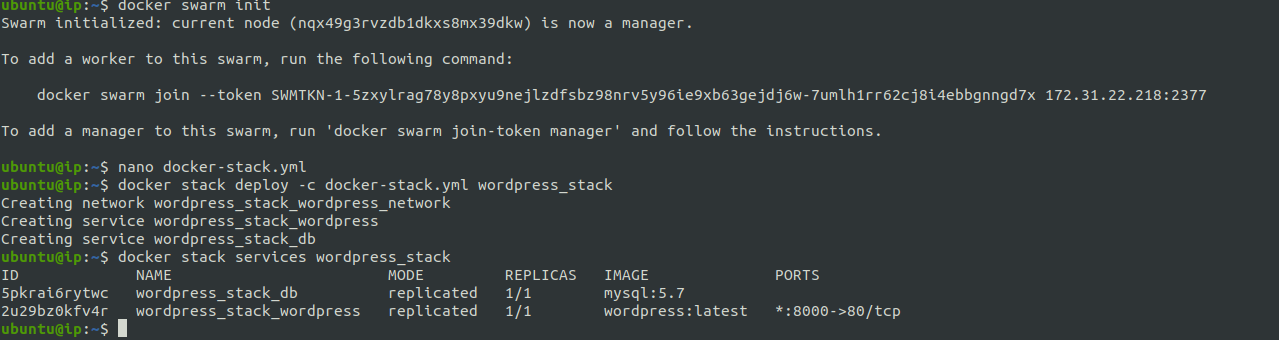 ubuntu@ip:~$ docker swarm init
Swarm initialized: current node (nqx49g3rvzdb1dkxs8mx39dkw) is now a manager.
To add a worker to this swarm, run the following command:
docker swarm join --token SWMTKN-1-5zxylrag78y8pxyu9nejlzdfsbz98nrv5y96ie9xb63gejdj6w-7umlh1rr62cj8i4ebbgnngd7x 172.31.22.218:2377
To add a manager to this swarm, run 'docker swarm join-token manager' and follow the instructions.
ubuntu@ip:~$ nano docker-stack.yml
ubuntu@ip:~$ docker stack deploy -c docker-stack.yml wordpress_stack
Creating network wordpress_stack_wordpress_network
Creating service wordpress_stack_wordpress
Creating service wordpress_stack_db
ubuntu@ip:~$ docker stack services wordpress_stack
ID NAME MODE REPLICAS IMAGE PORTS
5pkrai6rytwc wordpress_stack_db replicated 1/1 mysql:5.7
2u29bz0kfv4r wordpress_stack_wordpress replicated 1/1 wordpress:latest *:8000->80/tcp
ubuntu@ip:~$